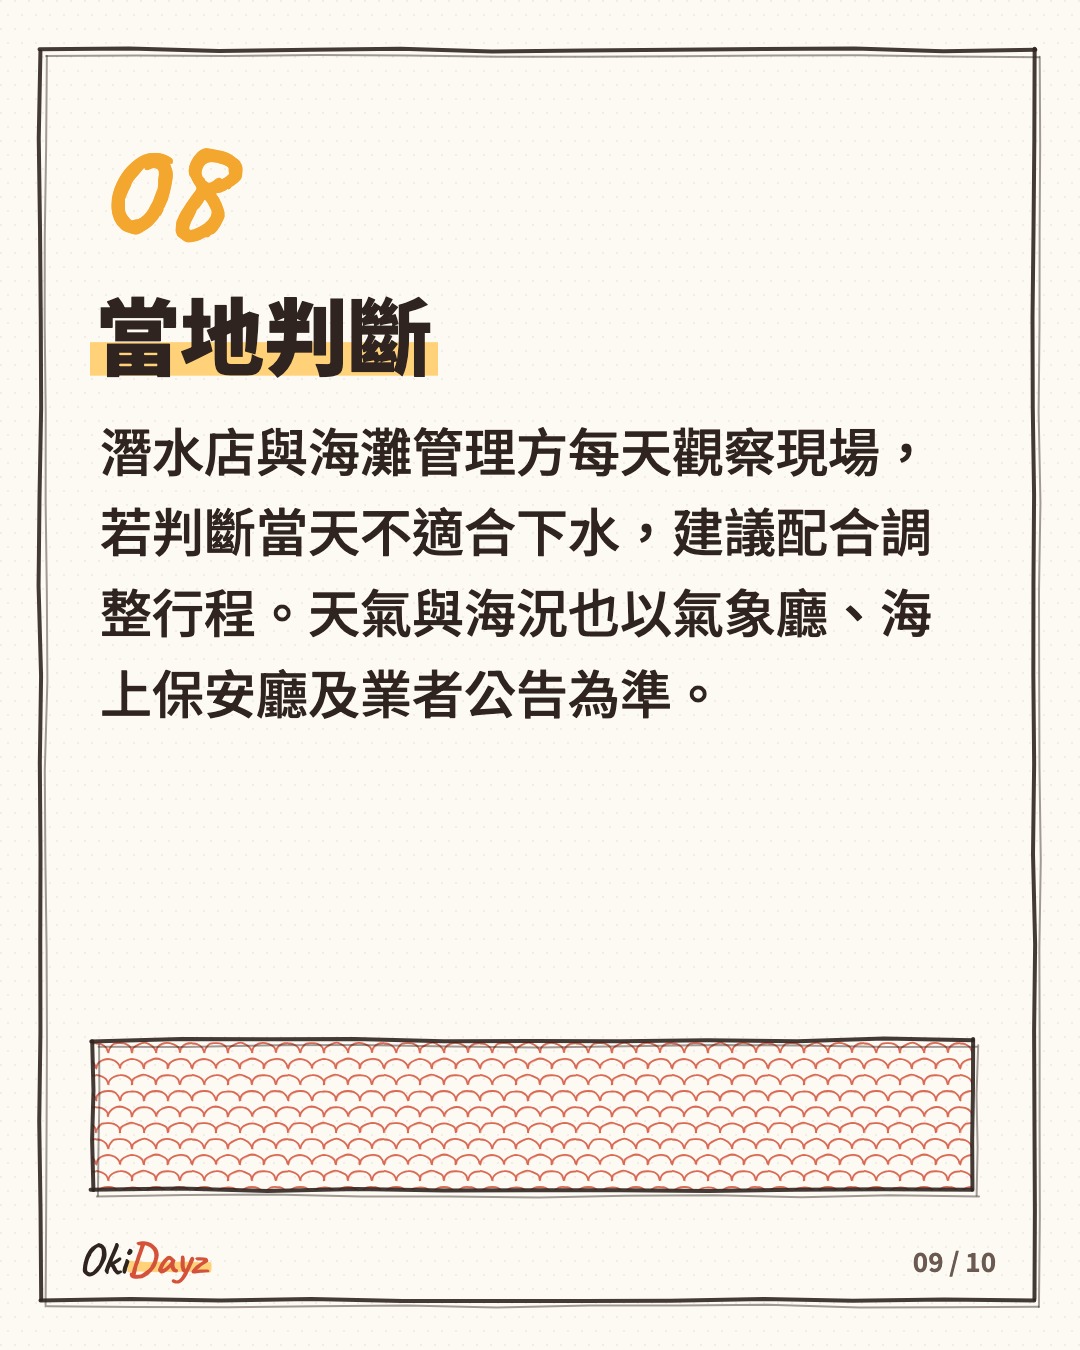 08
當地判斷
潛水店與海灘管理方每天觀察現場，
若判斷當天不適合下水，建議配合調
整行程。天氣與海況也以氣象廳、海
上保安廳及業者公告為準。
OkiDayz
09 / 10